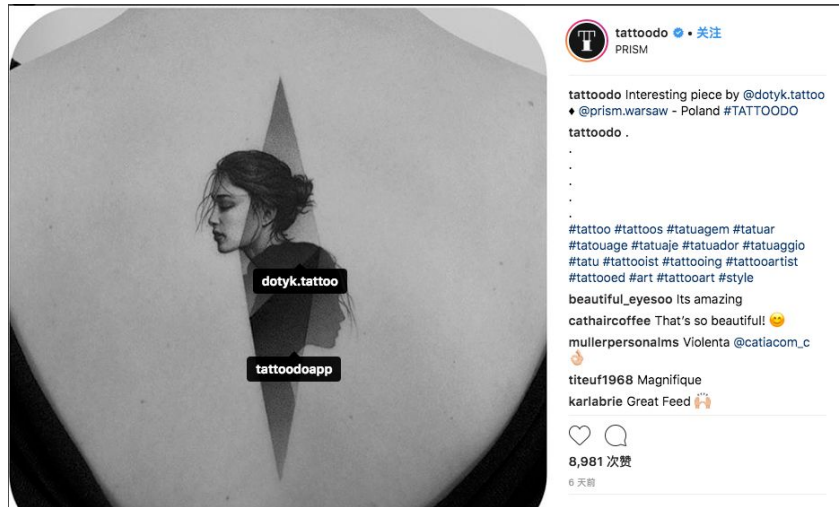 dotyk.tattoo
tattoodoapp
tattoodo • 关注
PRISM
tattoodo Interesting piece by @dotyk.tattoo
♦ @prism.warsaw - Poland #TATTOODO
tattoodo .
.
.
.
.
.
#tattoo #tattoos #tatuagem #tatuar
#tatouage #tatuaje #tatuador #tatuaggio
#tatu #tattooist #tattooing #tattooartist
#tattooed #art #tattooart #style
beautiful_eyesoo Its amazing
cathaircoffee That's so beautiful! 😊
mullerpersonalms Violenta @catiacom_c
👌🏼
titeuf1968 Magnifique
karlabrie Great Feed 🙌🏼
8,981 次赞
6 天前